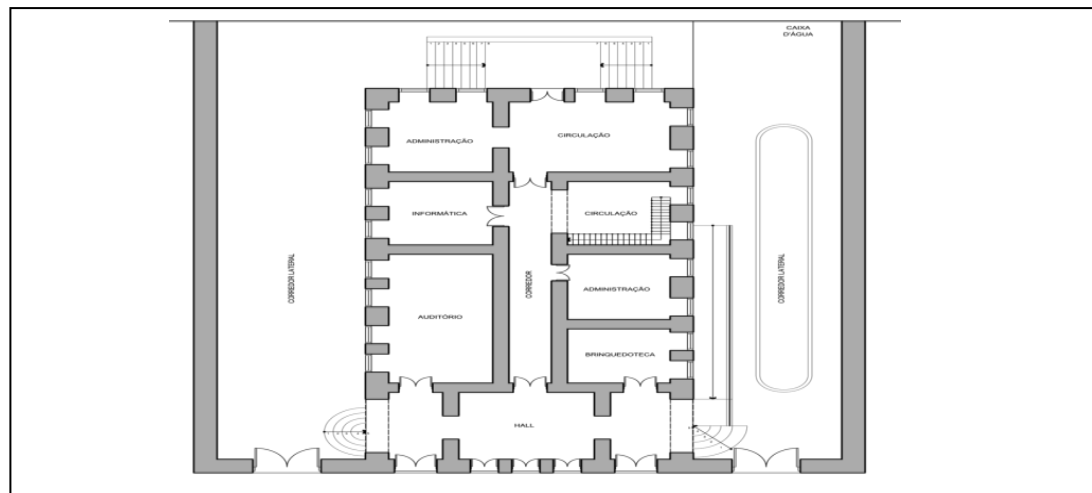 CAIXA
D'ÁGUA
ADMINISTRAÇÃO
CIRCULAÇÃO
INFORMÁTICA
CIRCULAÇÃO
CORREDOR LATERAL
CORREDOR
CORREDOR LATERAL
ADMINISTRAÇÃO
AUDITÓRIO
BRINQUEDOTECA
HALL